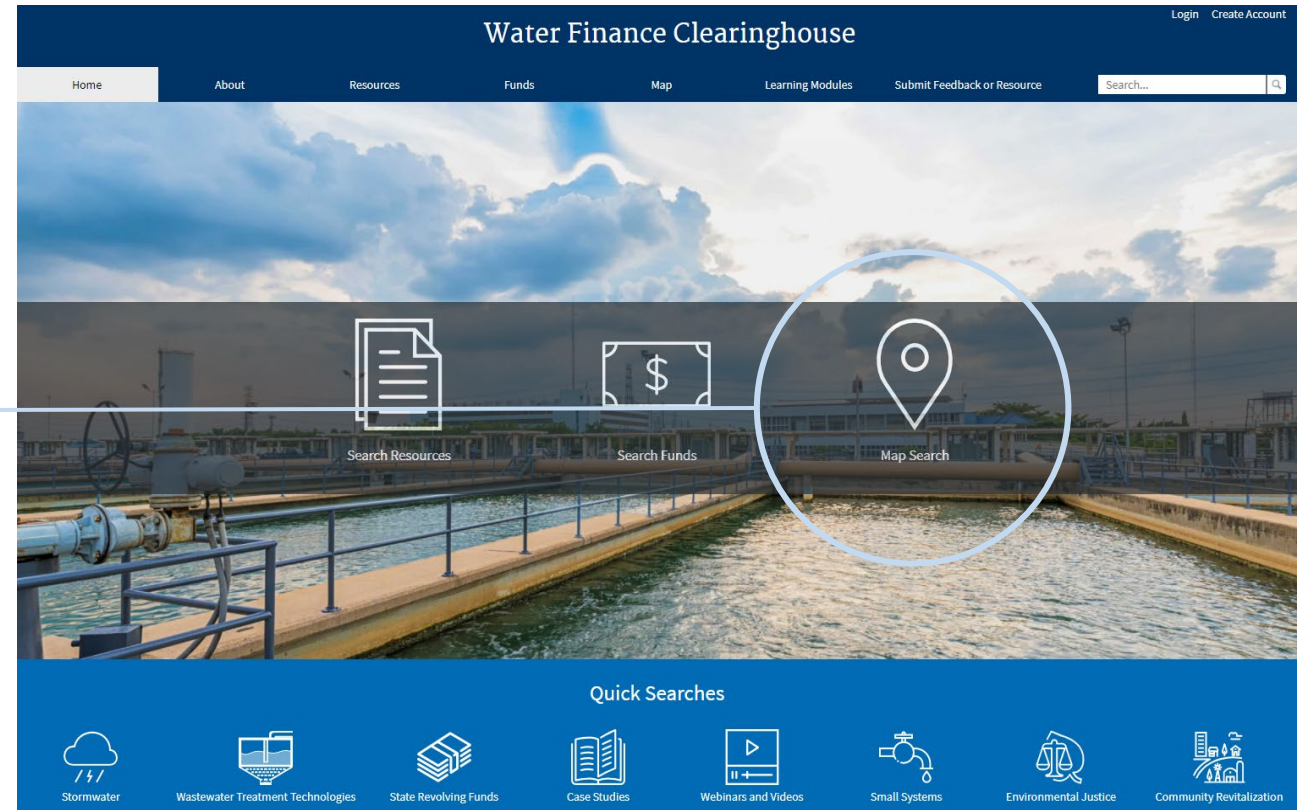 Login Create Account
Water Finance Clearinghouse
Home About Resources Funds Map Learning Modules Submit Feedback or Resource Search...
$
Search Resources Search Funds Map Search
Quick Searches
Stormwater Wastewater Treatment Technologies State Revolving Funds Case Studies Webinars and Videos Small Systems Environmental Justice Community Revitalization